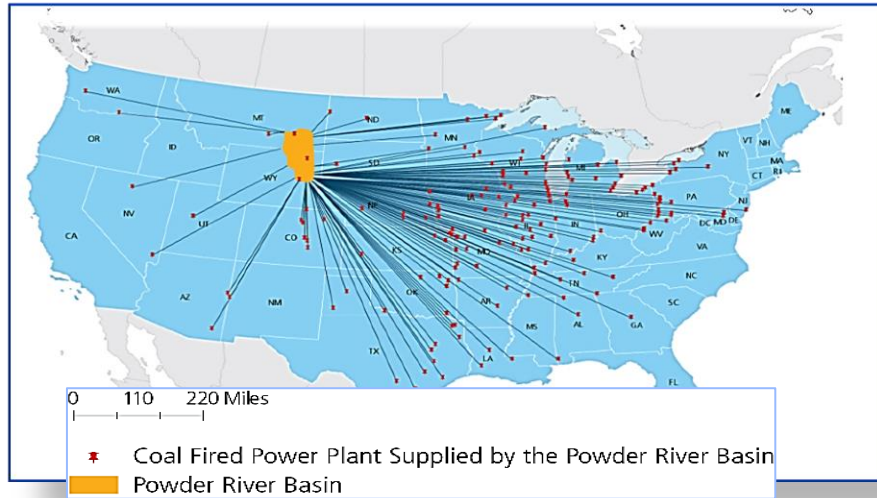 WA
MT
ND
OR
ID
MN
SD
WI
MI
NY
VT
NH
ME
MA
CT
RI
WY
NV
UT
CO
NE
IA
IL
IN
OH
PA
NJ
CA
KS
MO
KY
WV
DC
MD
DE
VA
AZ
NM
OK
AR
TN
NC
SC
TX
LA
MS
AL
GA
FL
0 110 220 Miles
Coal Fired Power Plant Supplied by the Powder River Basin
Powder River Basin